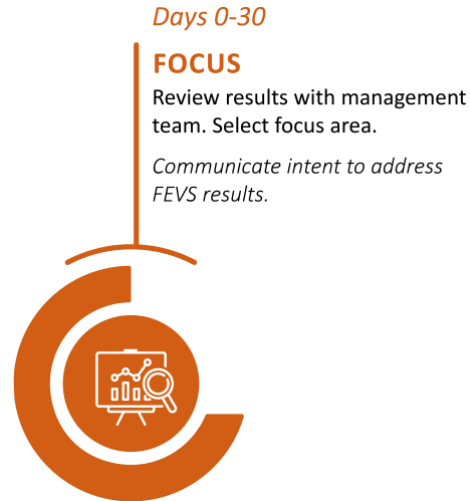 Days 0-30
FOCUS
Review results with management
team. Select focus area.
Communicate intent to address
FEVS results.